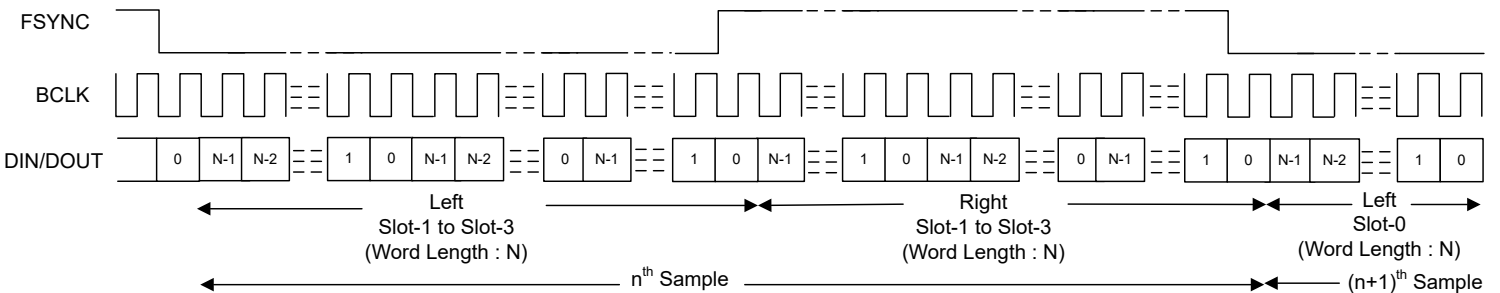 FSYNC
BCLK
DIN/DOUT 0 N-1 N-2 1 0 N-1 N-2 0 N-1 1 0 N-1 1 0 N-1 N-2 0 N-1 1 0 N-1 N-2 1 0
Left Right Left
Slot-1 to Slot-3 Slot-1 to Slot-3 Slot-0
(Word Length : N) (Word Length : N) (Word Length : N)
nth Sample (n+1)th Sample